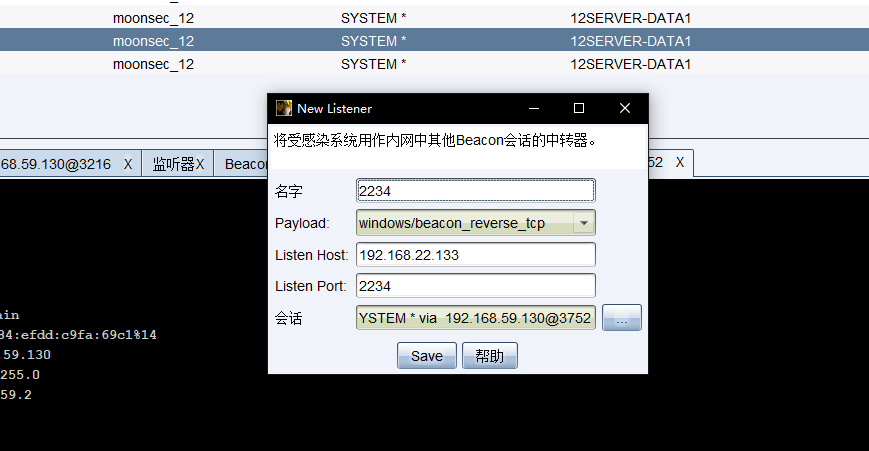 moonsec_12 SYSTEM * 12SERVER-DATA1
moonsec_12 SYSTEM * 12SERVER-DATA1
moonsec_12 SYSTEM * 12SERVER-DATA1
New Listener
将受感染系统用作内网中其他Beacon会话的中转器。
68.59.130@3216 X 监听器X Beacon 52 X
名字 2234
Payload: windows/beacon_reverse_tcp
Listen Host: 192.168.22.133
Listen Port: 2234
会话 YSTEM * via 192.168.59.130@3752 ...
Save 帮助
ain
84:efdd:c9fa:69c1%14
.59.130
255.0
59.2